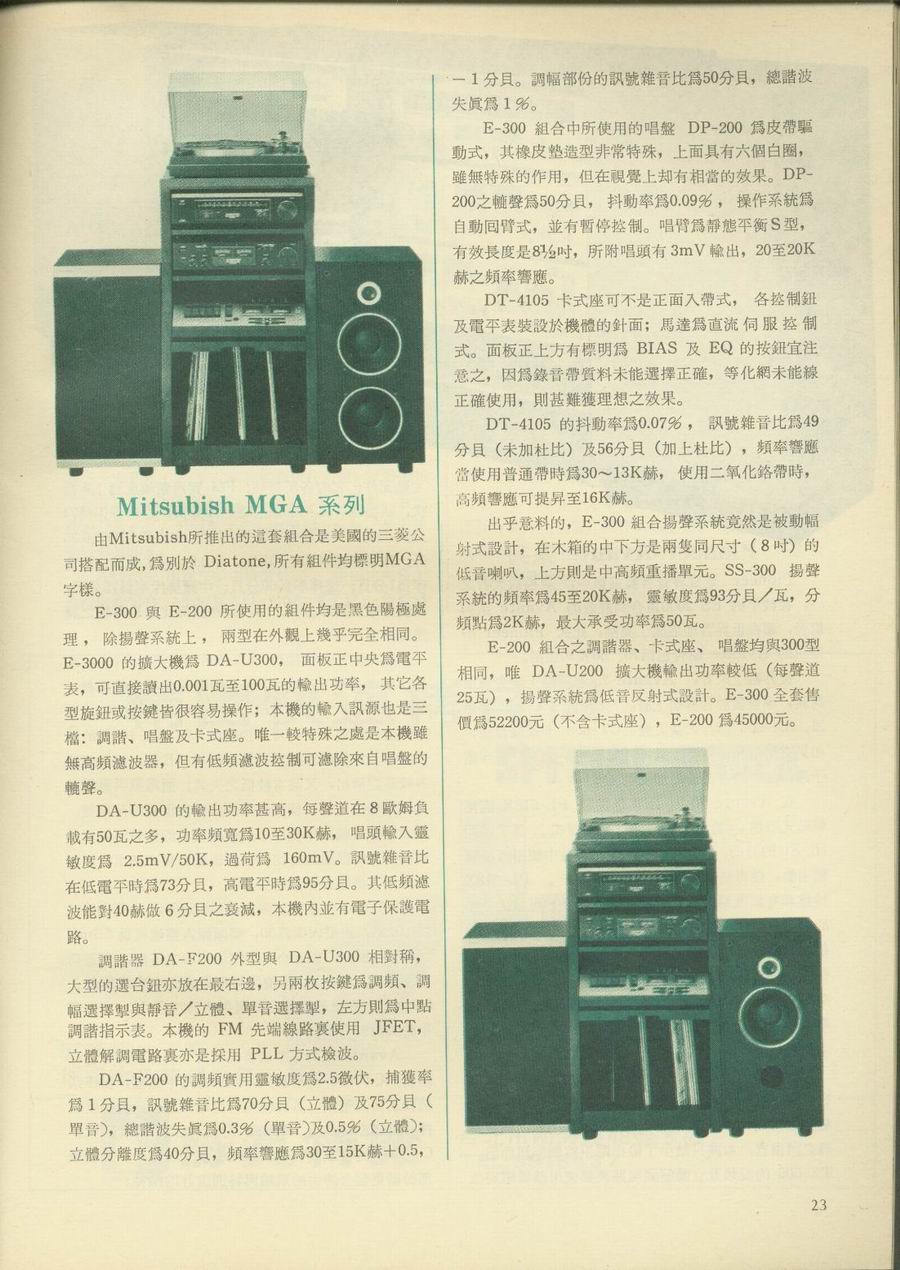 Mitsubish MGA 系列
由Mitsubish所推出的這套組合是美國的三菱公
司搭配而成,爲別於 Diatone,所有組件均標明MGA
字樣。
E-300 與 E-200 所使用的組件均是黑色陽極處
理，除揚聲系統上，兩型在外觀上幾乎完全相同。
E-3000 的擴大機爲 DA-U300， 面板正中央爲電平
表，可直接讀出0.001瓦至100瓦的輸出功率， 其它各
型旋鈕或按鍵皆很容易操作；本機的輸入訊源也是三
檔：調諧、唱盤及卡式座。唯一較特殊之處是本機雖
無高頻濾波器，但有低頻濾波控制可濾除來自唱盤的
轆聲。
DA-U300 的輸出功率甚高，每聲道在 8 歐姆負
載有50瓦之多，功率頻寬爲10至30K赫， 唱頭輸入靈
敏度爲 2.5mV/50K，過荷爲 160mV。訊號雜音比
在低電平時爲73分貝，高電平時爲95分貝。其低頻濾
波能對40赫做 6 分貝之衰減，本機內並有電子保護電
路。
調諧器 DA-F200 外型與 DA-U300 相對稱，
大型的選台鈕亦放在最右邊，另兩枚按鍵爲調頻、調
幅選擇掣與靜音／立體、單音選擇掣，左方則爲中點
調諧指示表。本機的 FM 先端線路裏使用 JFET，
立體解調電路裏亦是採用 PLL 方式檢波。
DA-F200 的調頻實用靈敏度爲2.5微伏，捕獲率
爲 1 分貝，訊號雜音比爲70分貝（立體）及75分貝（
單音），總諧波失眞爲0.3%（單音）及0.5%（立體）；
立體分離度爲40分貝，頻率響應爲30至15K赫+0.5，
－1 分貝。調幅部份的訊號雜音比爲50分貝，總諧波
失眞爲 1 %。
E-300 組合中所使用的唱盤 DP-200 爲皮帶驅
動式，其橡皮墊造型非常特殊，上面具有六個白圈，
雖無特殊的作用，但在視覺上却有相當的效果。DP-
200之轆聲爲50分貝， 抖動率爲0.09%， 操作系統爲
自動回臂式，並有暫停控制。唱臂爲靜態平衡S型，
有效長度是8½吋，所附唱頭有 3mV 輸出，20至20K
赫之頻率響應。
DT-4105 卡式座可不是正面入帶式， 各控制鈕
及電平表裝設於機體的針面；馬達爲直流 伺 服 控 制
式。面板正上方有標明爲 BIAS 及 EQ 的按鈕宜注
意之，因爲錄音帶質料未能選擇正確，等化網未能線
正確使用，則甚難獲理想之效果。
DT-4105 的抖動率爲0.07%， 訊號雜音比爲49
分貝（未加杜比）及56分貝（加上杜比），頻率響應
當使用普通帶時爲30～13K赫， 使用二氧化鉻帶時，
高頻響應可提昇至16K赫。
出乎意料的，E-300 組合揚聲系統竟然是被動輻
射式設計，在木箱的中下方是兩隻同尺寸（8 吋）的
低音喇叭，上方則是中高頻重播單元。SS-300 揚聲
系統的頻率爲45至20K赫， 靈敏度爲93分貝／瓦，分
頻點爲2K赫，最大承受功率爲50瓦。
E-200 組合之調諧器、卡式座、 唱盤均與300型
相同，唯 DA-U200 擴大機輸出功率較低（每聲道
25瓦），揚聲系統爲低音反射式設計。E-300 全套售
價爲52200元（不含卡式座），E-200 爲45000元。
23